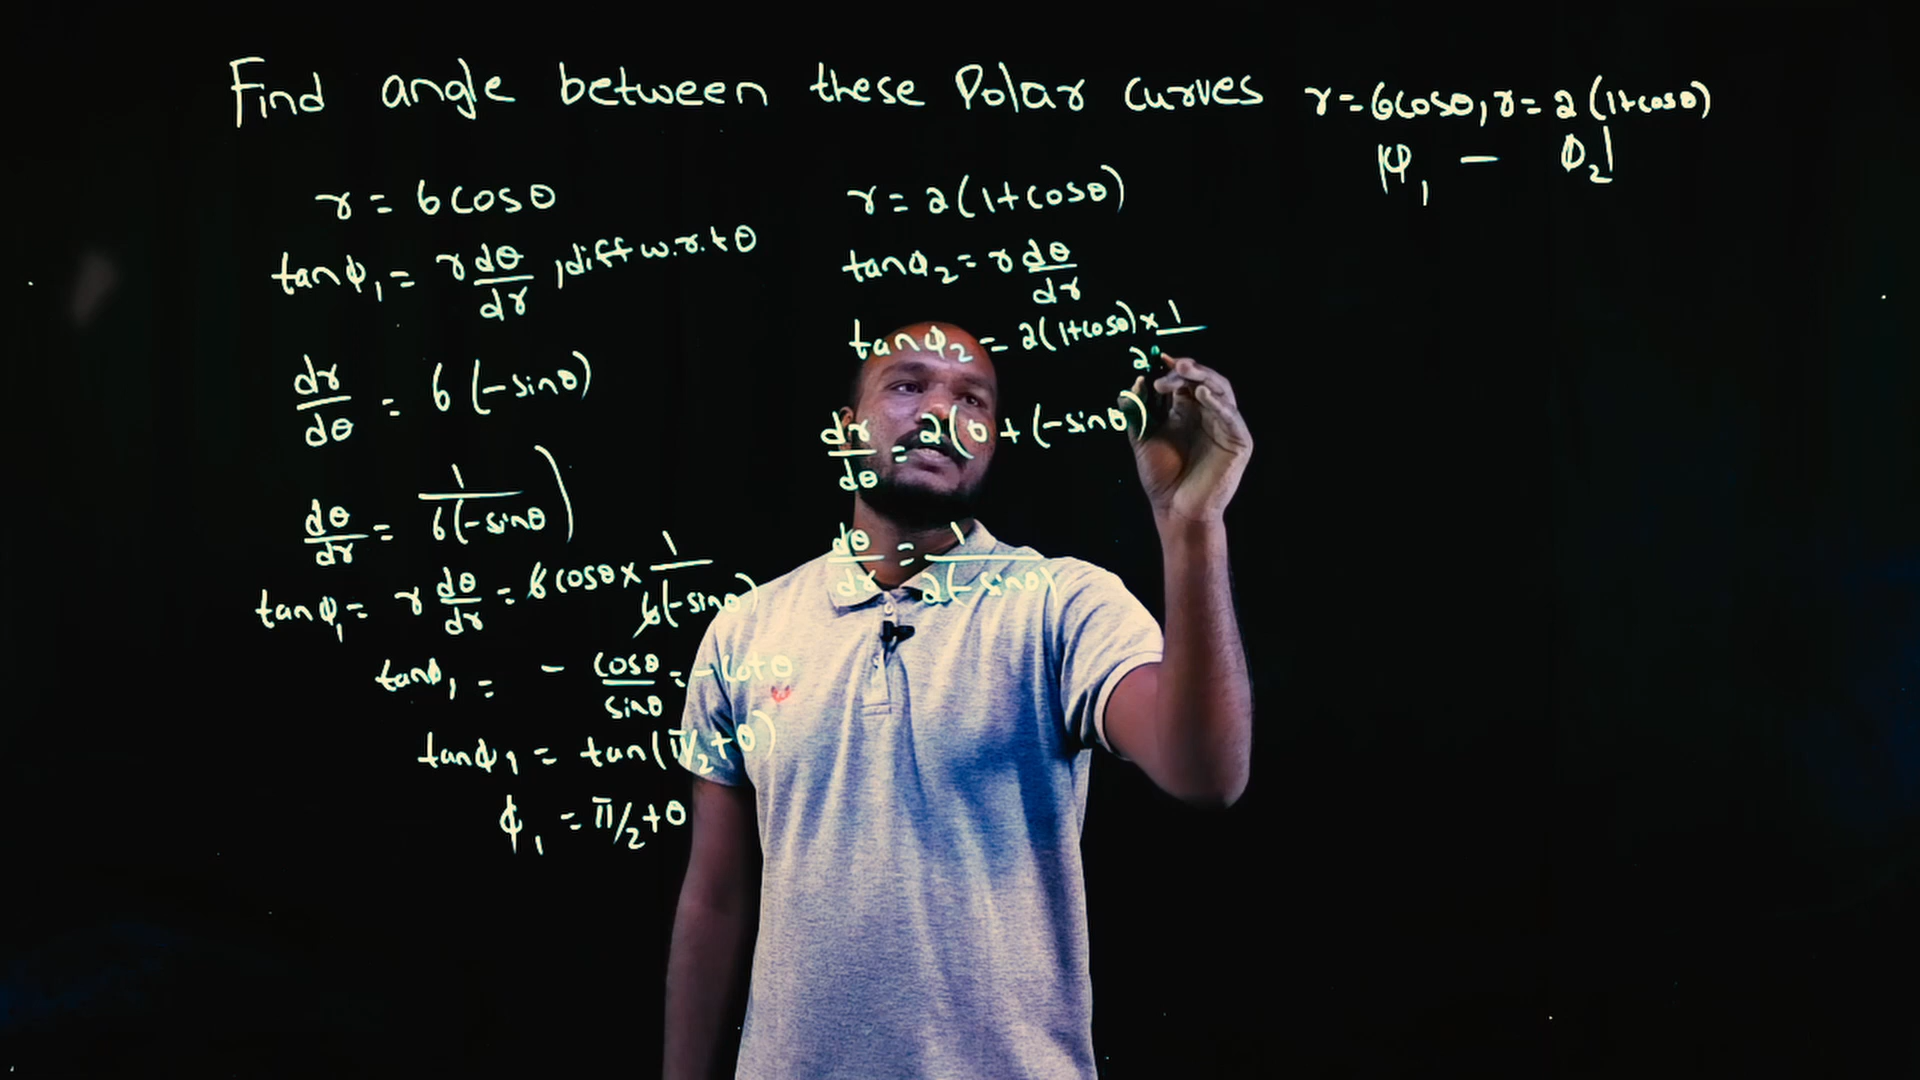 Find angle between these Polar curves r=6cosθ, r=2(1+cosθ)
|φ₁ - φ₂|
r = 6cosθ
tanφ₁ = r dθ/dr, diff w.r.t θ
dr/dθ = 6(-sinθ)
dθ/dr = 1/6(-sinθ)
tanφ₁ = r dθ/dr = 6cosθ × 1/6(-sinθ)
tanφ₁ = - cosθ/sinθ = -cotθ
tanφ₁ = tan(π/2+θ)
φ₁ = π/2+θ
r = 2(1+cosθ)
tanφ₂ = r dθ/dr
tanφ₂ = 2(1+cosθ) × 1/2
dr/dθ = 2(0+(-sinθ)
dθ/dr = 1/2(-sinθ)